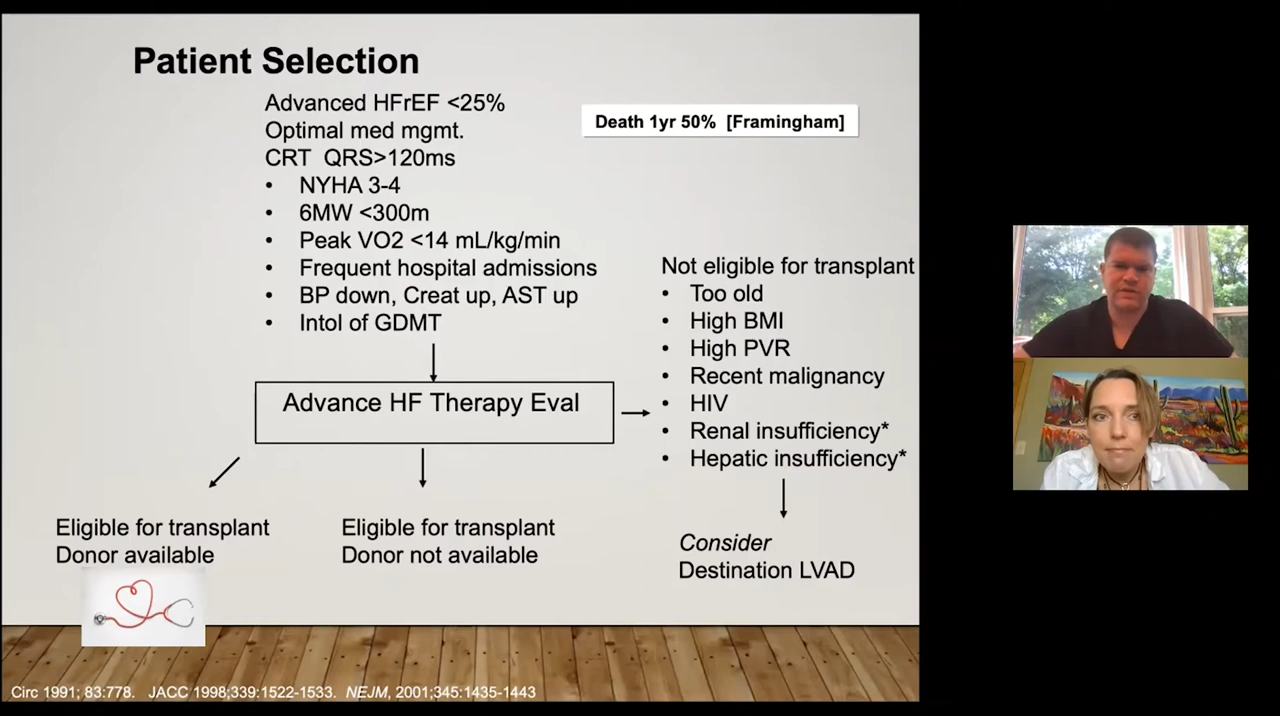 Patient Selection
Advanced HFrEF <25%
Optimal med mgmt.
CRT QRS>120ms
• NYHA 3-4
• 6MW <300m
• Peak VO2 <14 mL/kg/min
• Frequent hospital admissions
• BP down, Creat up, AST up
• Intol of GDMT
Death 1yr 50% [Framingham]
Advance HF Therapy Eval
Not eligible for transplant
• Too old
• High BMI
• High PVR
• Recent malignancy
• HIV
• Renal insufficiency*
• Hepatic insufficiency*
Eligible for transplant
Donor available
Eligible for transplant
Donor not available
Consider
Destination LVAD
Circ 1991; 83:778. JACC 1998;339:1522-1533. NEJM, 2001;345:1435-1443